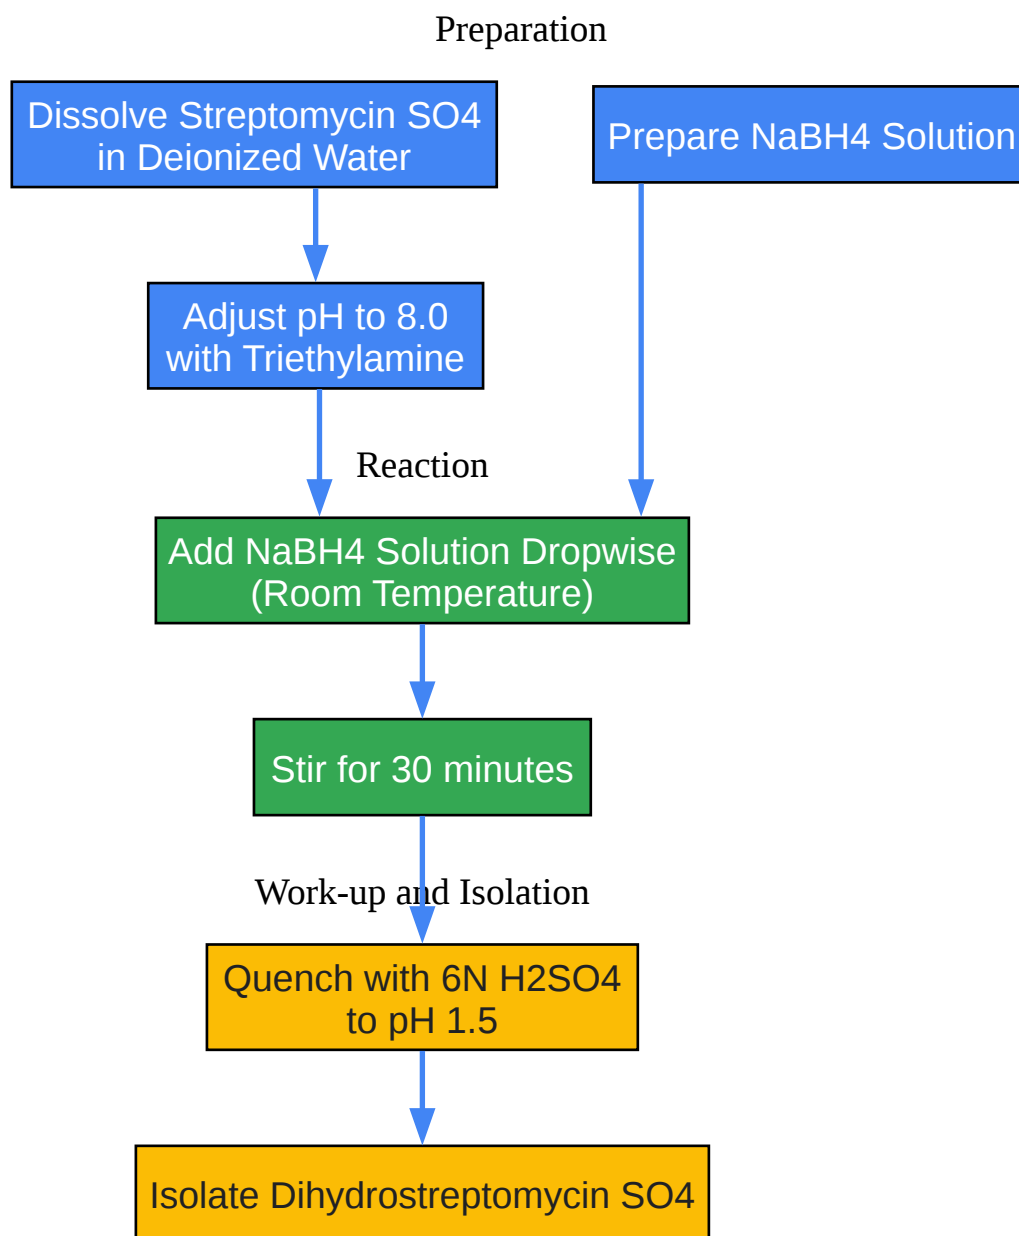 Preparation
Dissolve Streptomycin SO4
in Deionized Water
Prepare NaBH4 Solution
Adjust pH to 8.0
with Triethylamine
Reaction
Add NaBH4 Solution Dropwise
(Room Temperature)
Stir for 30 minutes
Work-up and Isolation
Quench with 6N H2SO4
to pH 1.5
Isolate Dihydrostreptomycin SO4